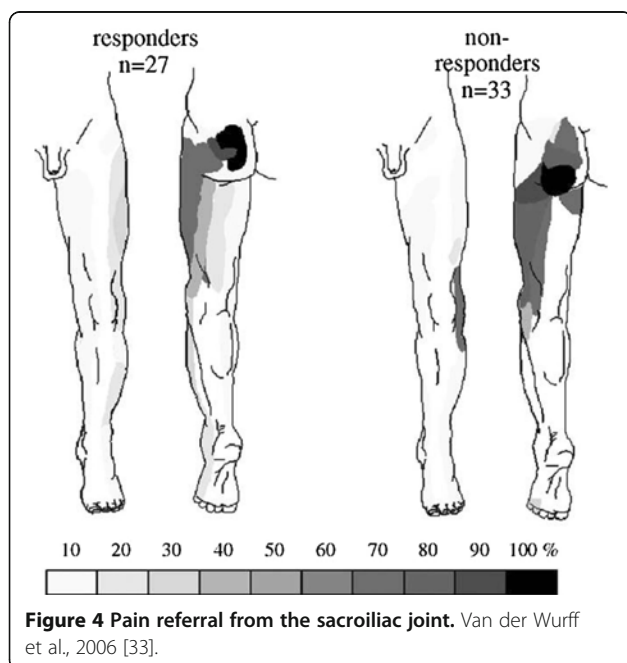 responders
n=27
non-
responders
n=33
10 20 30 40 50 60 70 80 90 100 %
Figure 4 Pain referral from the sacroiliac joint. Van der Wurff
et al., 2006 [33].